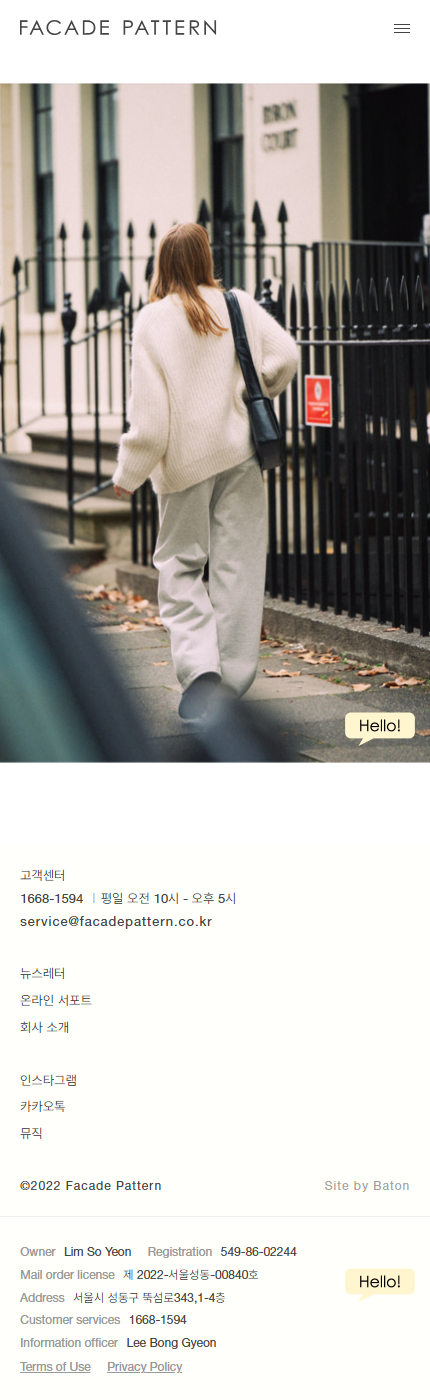 FACADE PATTERN
BYRON
COURT
Hello!
고객센터
1668-1594 | 평일 오전 10시 - 오후 5시
service@facadepattern.co.kr
뉴스레터
온라인 서포트
회사 소개
인스타그램
카카오톡
뮤직
©2022 Facade Pattern Site by Baton
Owner Lim So Yeon Registration 549-86-02244
Mail order license 제 2022-서울성동-00840호
Hello!
Address 서울시 성동구 뚝섬로343,1-4층
Customer services 1668-1594
Information officer Lee Bong Gyeon
Terms of Use Privacy Policy